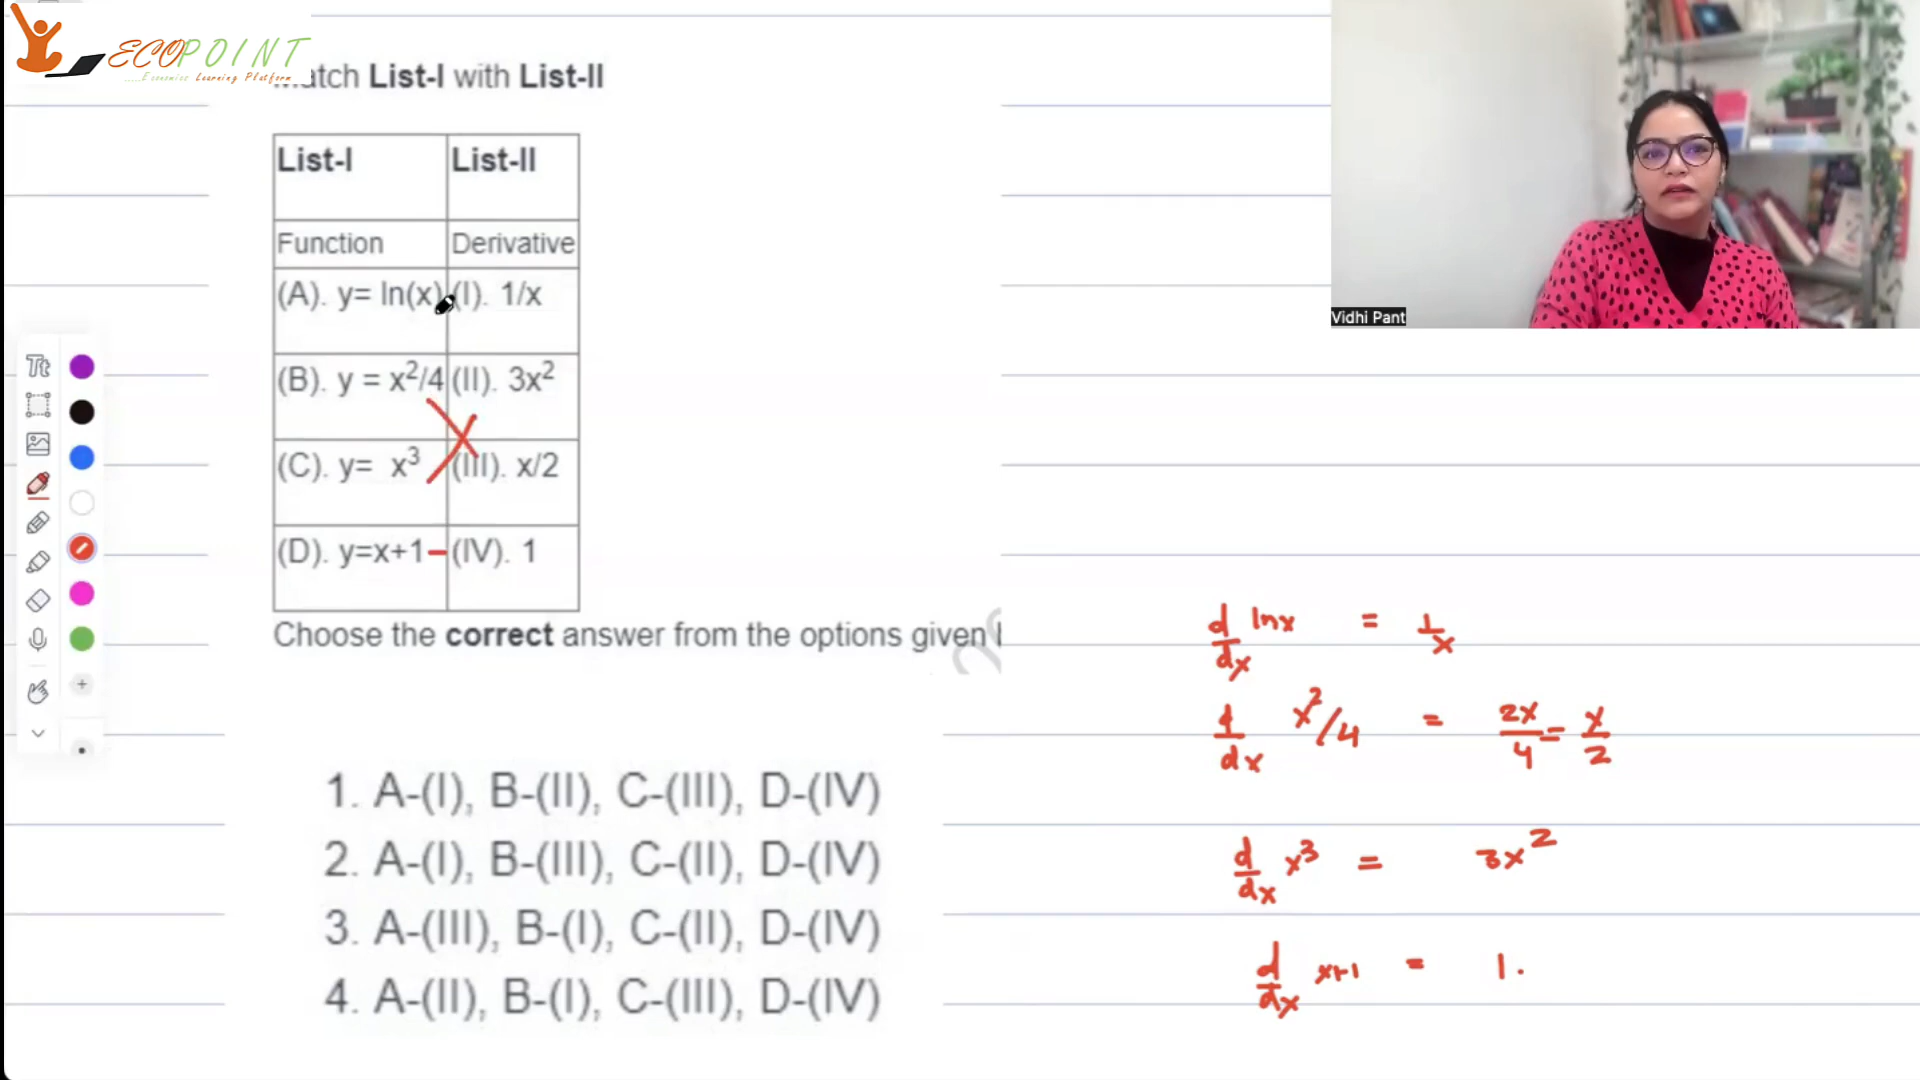 ECOPOINT
.....Economics Learning Platform
atch List-I with List-II
List-I List-II
Function Derivative
(A). y= ln(x) (I). 1/x
(B). y = x²/4 (II). 3x²
(C). y= x³ (III). x/2
(D). y=x+1 (IV). 1
Choose the correct answer from the options given
1. A-(I), B-(II), C-(III), D-(IV)
2. A-(I), B-(III), C-(II), D-(IV)
3. A-(III), B-(I), C-(II), D-(IV)
4. A-(II), B-(I), C-(III), D-(IV)
d/dx lnx = 1/x
d/dx x²/4 = 2x/4 = x/2
d/dx x³ = 3x²
d/dx x+1 = 1.
Vidhi Pant
Tt